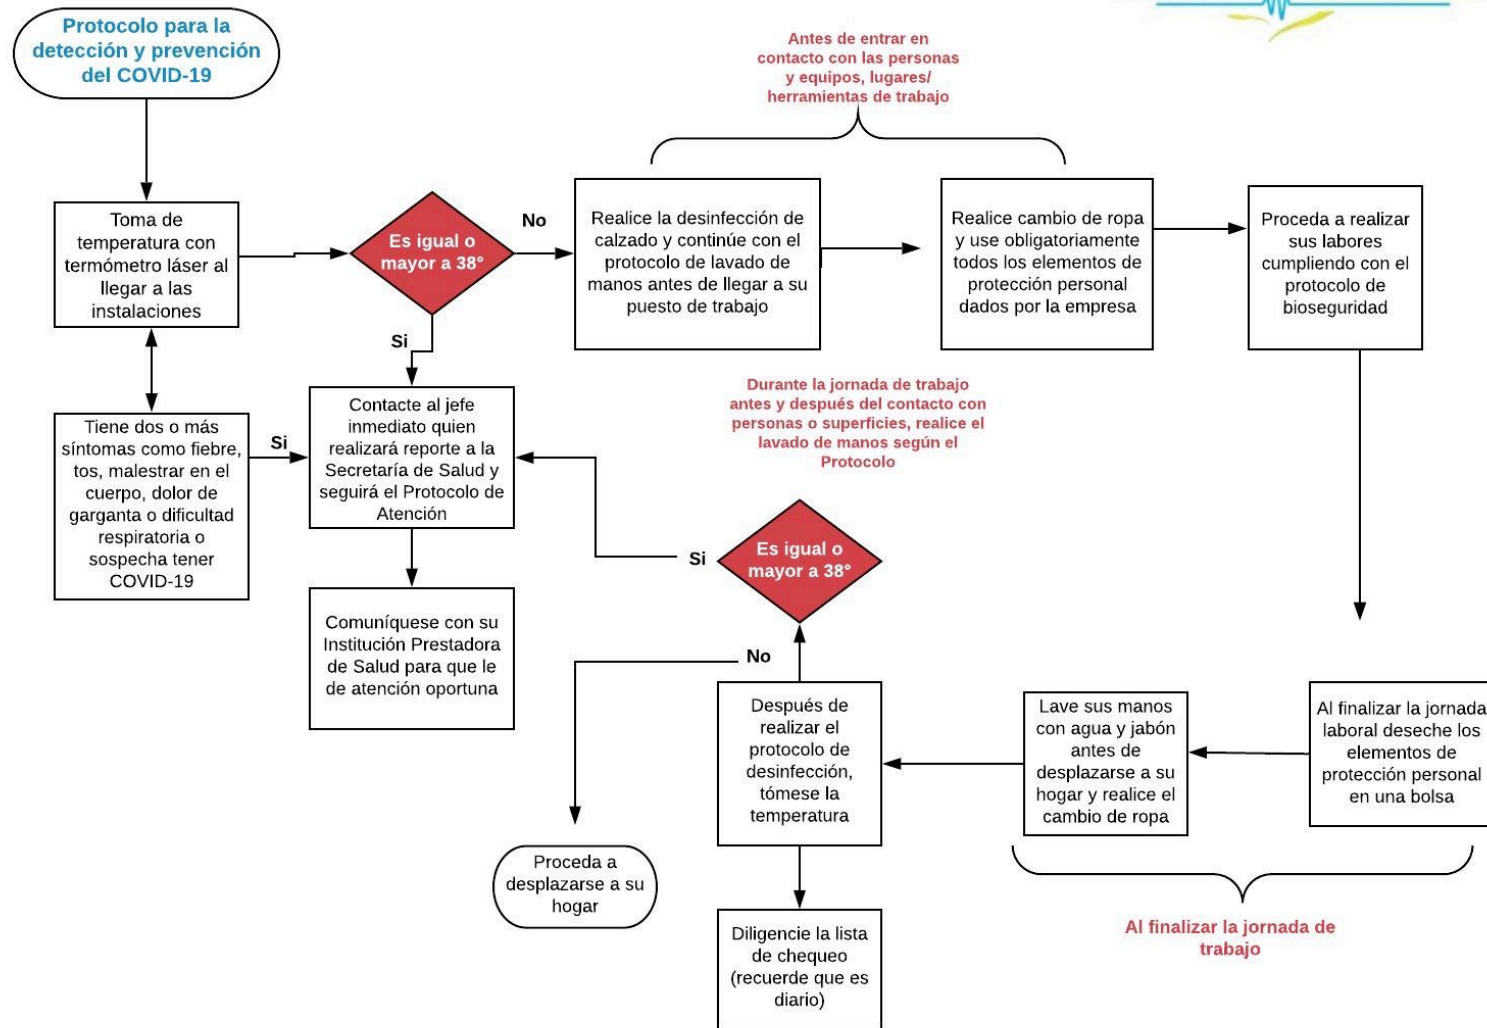 Protocolo para la
detección y prevención
del COVID-19
Antes de entrar en
contacto con las personas
y equipos, lugares/
herramientas de trabajo
Toma de
temperatura con
termómetro láser al
llegar a las
instalaciones
Es igual o
mayor a 38°
No
Realice la desinfección de
calzado y continúe con el
protocolo de lavado de
manos antes de llegar a su
puesto de trabajo
Realice cambio de ropa
y use obligatoriamente
todos los elementos de
protección personal
dados por la empresa
Proceda a realizar
sus labores
cumpliendo con el
protocolo de
bioseguridad
Si
Tiene dos o más
síntomas como fiebre,
tos, malestrar en el
cuerpo, dolor de
garganta o dificultad
respiratoria o
sospecha tener
COVID-19
Si
Contacte al jefe
inmediato quien
realizará reporte a la
Secretaría de Salud y
seguirá el Protocolo de
Atención
Durante la jornada de trabajo
antes y después del contacto con
personas o superficies, realice el
lavado de manos según el
Protocolo
Es igual o
mayor a 38°
Si
Comuníquese con su
Institución Prestadora
de Salud para que le
de atención oportuna
No
Después de
realizar el
protocolo de
desinfección,
tómese la
temperatura
Lave sus manos
con agua y jabón
antes de
desplazarse a su
hogar y realice el
cambio de ropa
Al finalizar la jornada
laboral deseche los
elementos de
protección personal
en una bolsa
Proceda a
desplazarse a su
hogar
Diligencie la lista
de chequeo
(recuerde que es
diario)
Al finalizar la jornada de
trabajo